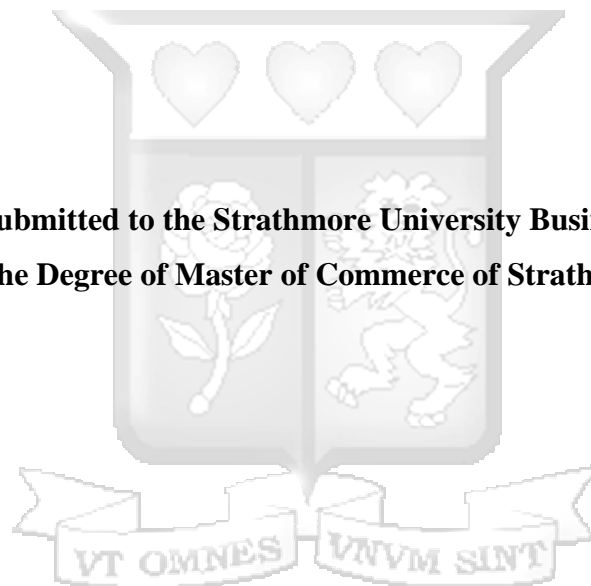 ubmitted to the Strathmore University Busi
he Degree of Master of Commerce of Strath
VT OMNES VNVM SINT